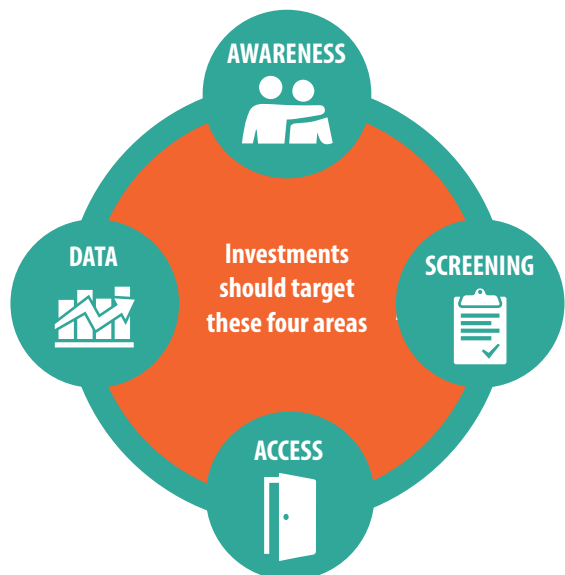 AWARENESS
DATA
Investments
should target
these four areas
SCREENING
ACCESS